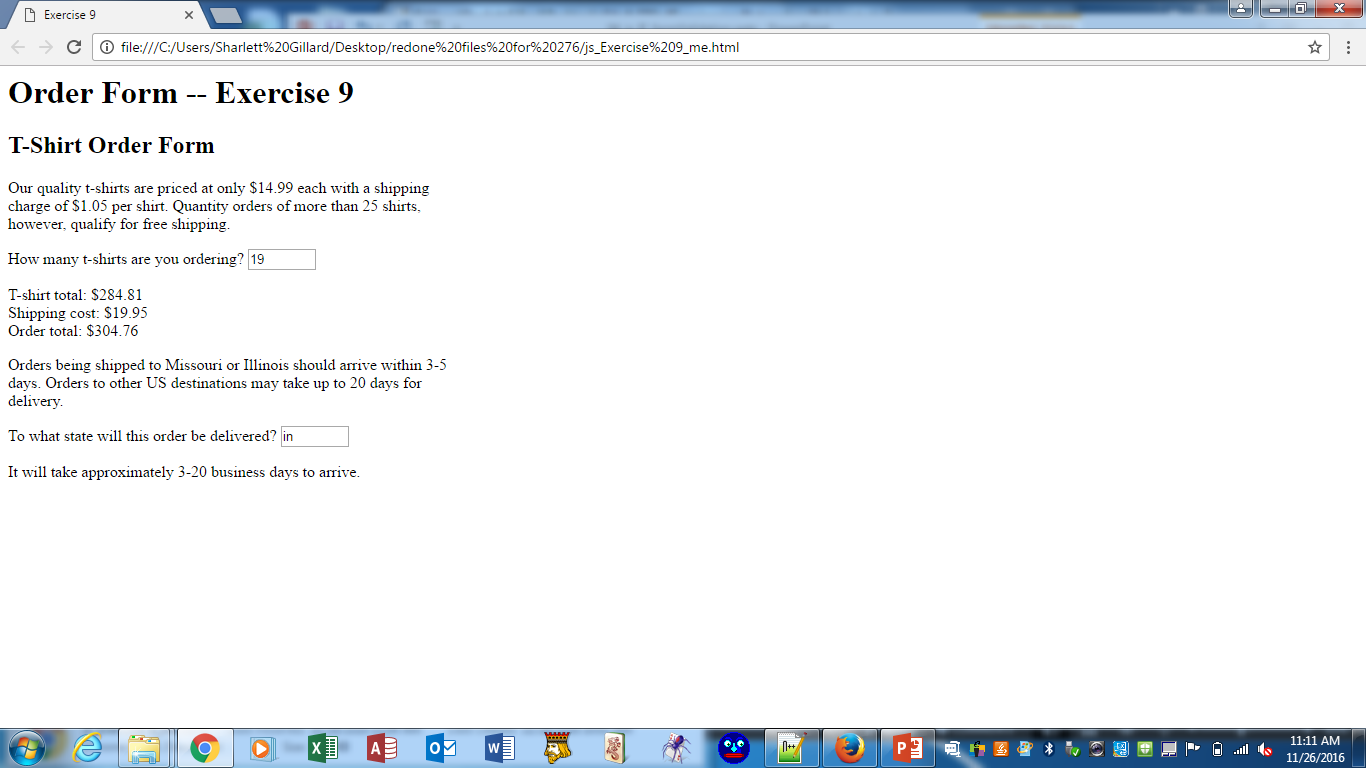 Exercise 9
file:///C:/Users/Sharlett%20Gillard/Desktop/redone%20files%20for%20276/js_Exercise%209_me.html
Order Form -- Exercise 9
T-Shirt Order Form
Our quality t-shirts are priced at only $14.99 each with a shipping
charge of $1.05 per shirt. Quantity orders of more than 25 shirts,
however, qualify for free shipping.
How many t-shirts are you ordering? 19
T-shirt total: $284.81
Shipping cost: $19.95
Order total: $304.76
Orders being shipped to Missouri or Illinois should arrive within 3-5
days. Orders to other US destinations may take up to 20 days for
delivery.
To what state will this order be delivered? in
It will take approximately 3-20 business days to arrive.
11:11 AM
11/26/2016